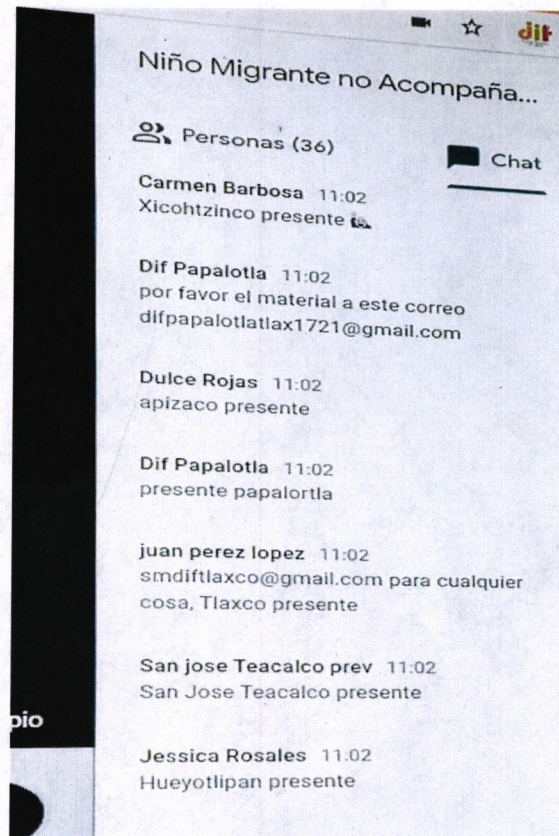 dif
Niño Migrante no Acompaña...
Personas (36)
Chat
Carmen Barbosa 11:02
Xicohtzinco presente
Dif Papalotla 11:02
por favor el material a este correo
difpapalotlatlax1721@gmail.com
Dulce Rojas 11:02
apizaco presente
Dif Papalotla 11:02
presente papalortla
juan perez lopez 11:02
smdiftlaxco@gmail.com para cualquier
cosa, Tlaxco presente
San jose Teacalco prev 11:02
San Jose Teacalco presente
pio
Jessica Rosales 11:02
Hueyotlipan presente